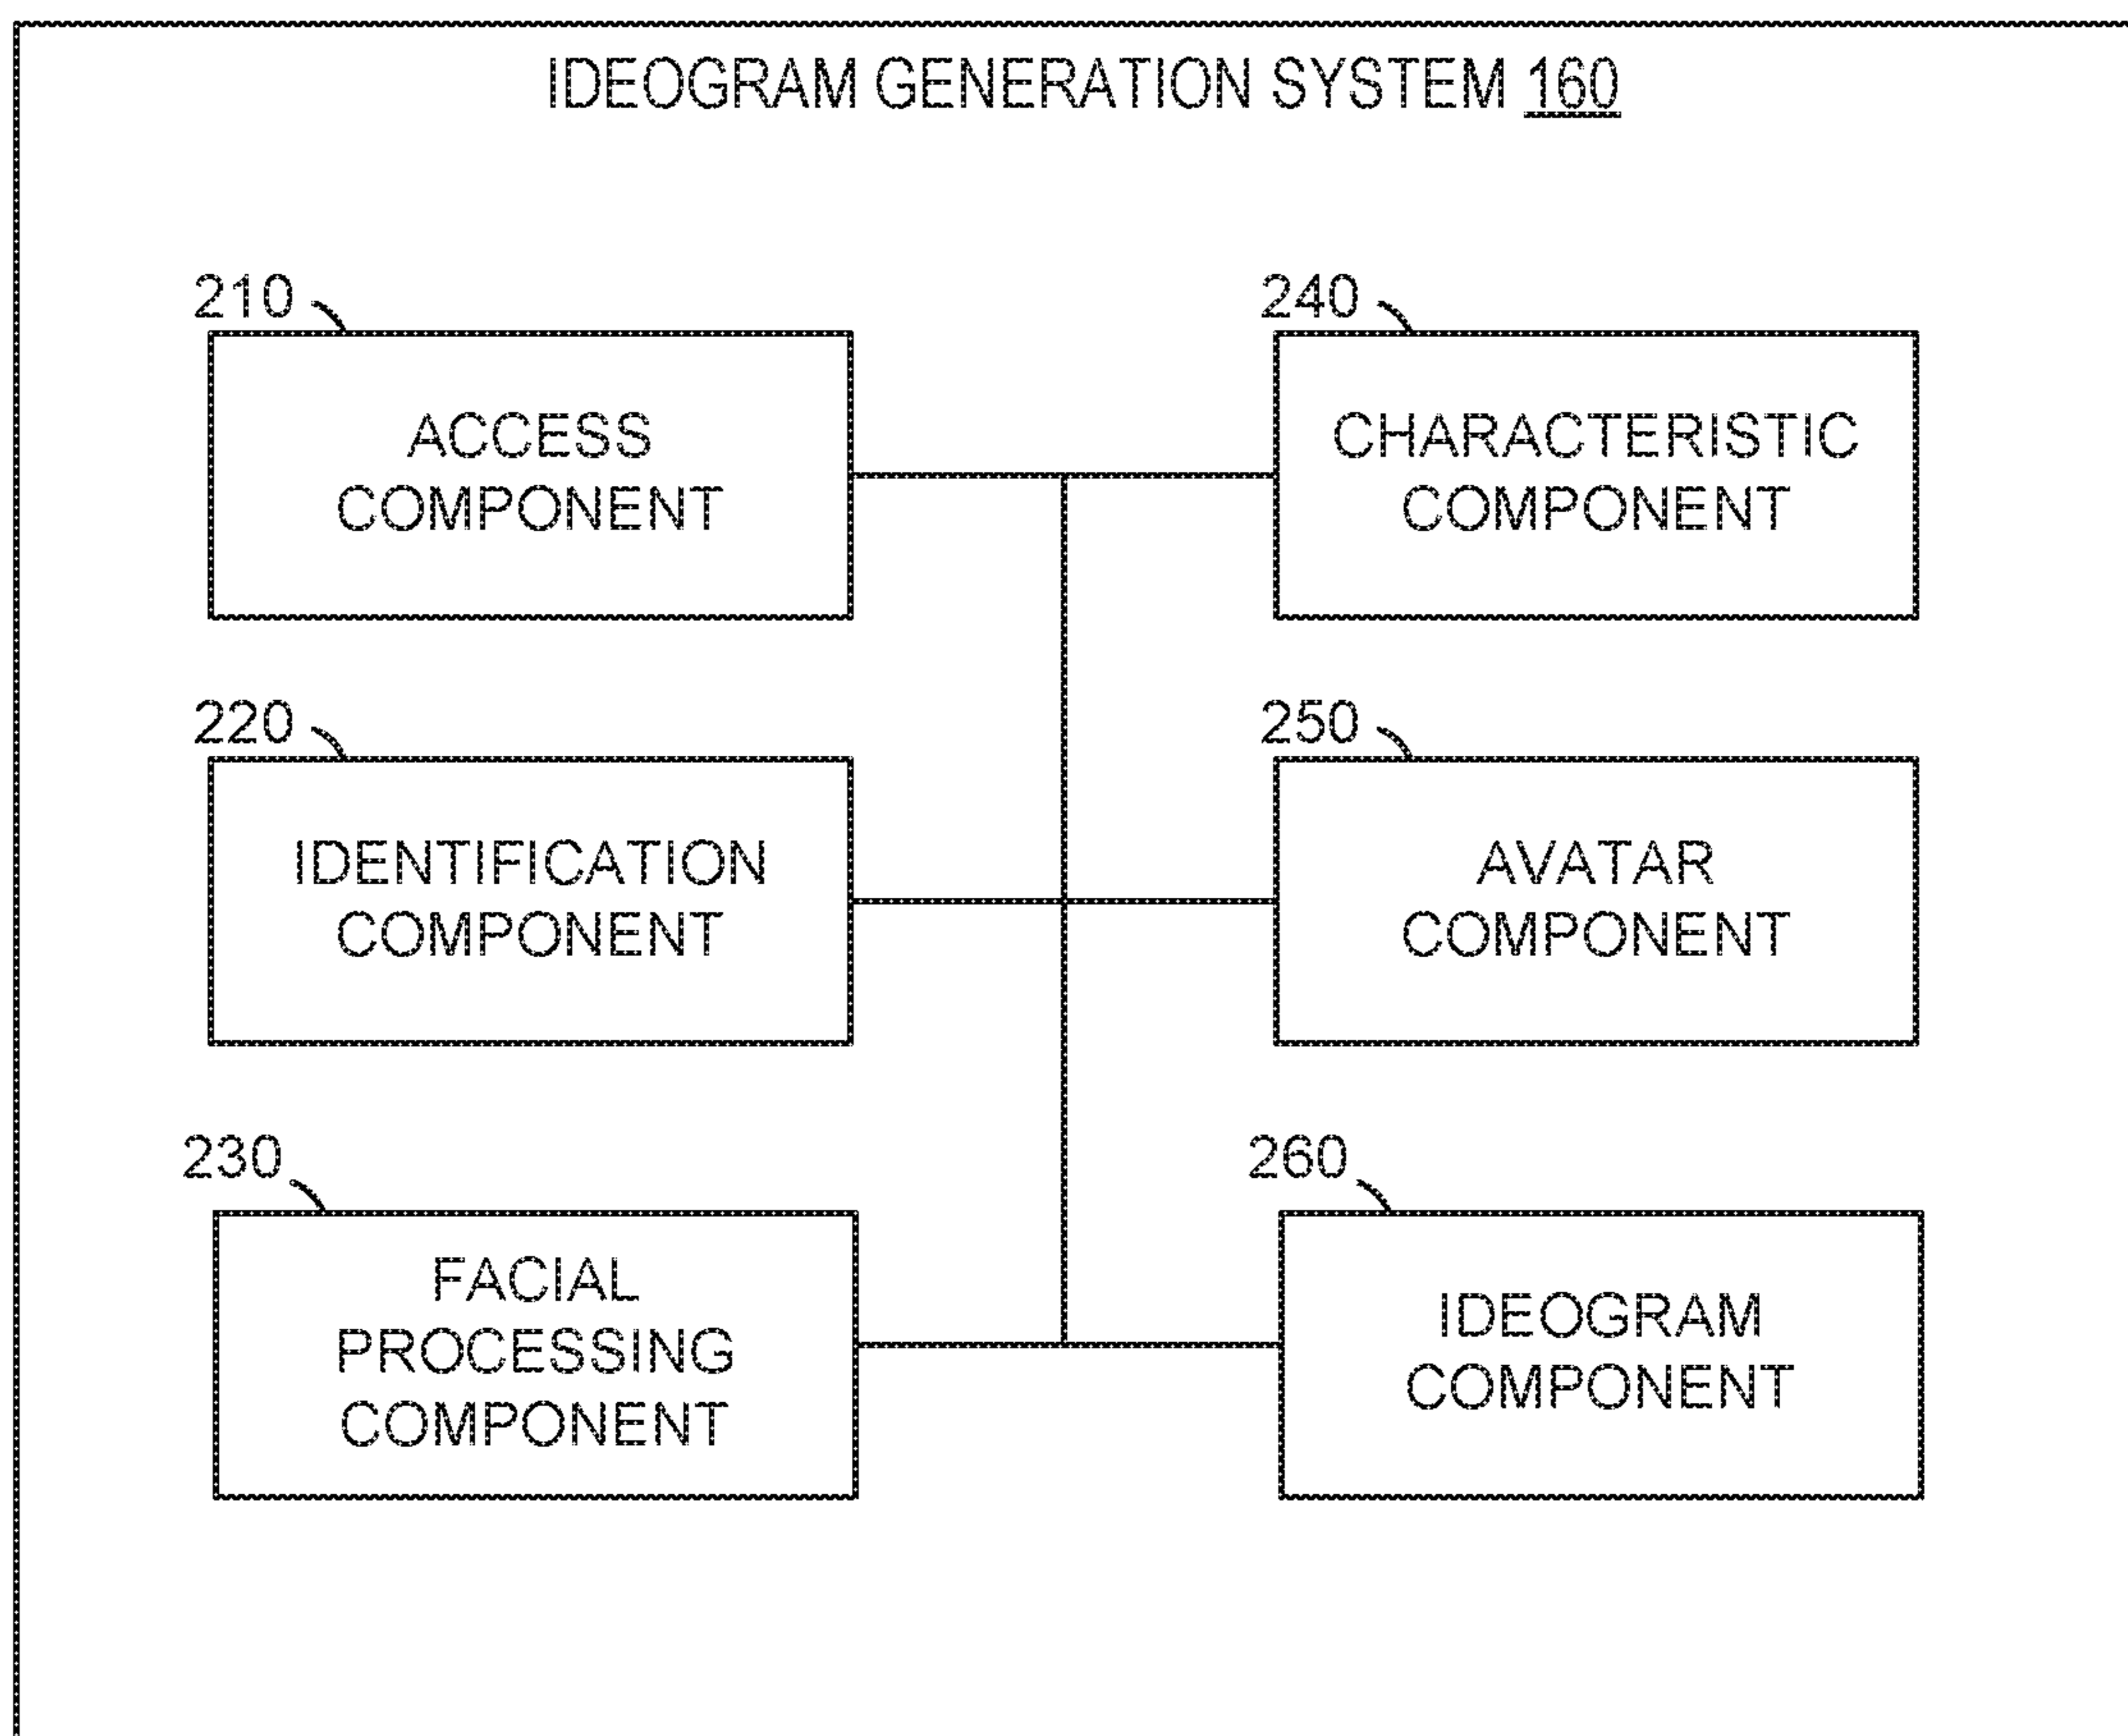 IDEOGRAM GENERATION SYSTEM 160
210
ACCESS
COMPONENT
240
CHARACTERISTIC
COMPONENT
220
IDENTIFICATION
COMPONENT
250
AVATAR
COMPONENT
230
FACIAL
PROCESSING
COMPONENT
260
IDEOGRAM
COMPONENT